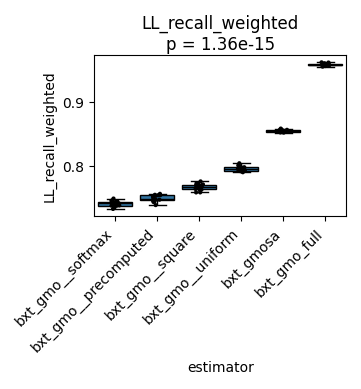 LL_recall_weighted
p = 1.36e-15
LL_recall_weighted
0.9
0.8
bxt_gmo__softmax
bxt_gmo__precomputed
bxt_gmo__square
bxt_gmo__uniform
bxt_gmosa
bxt_gmo_full
estimator